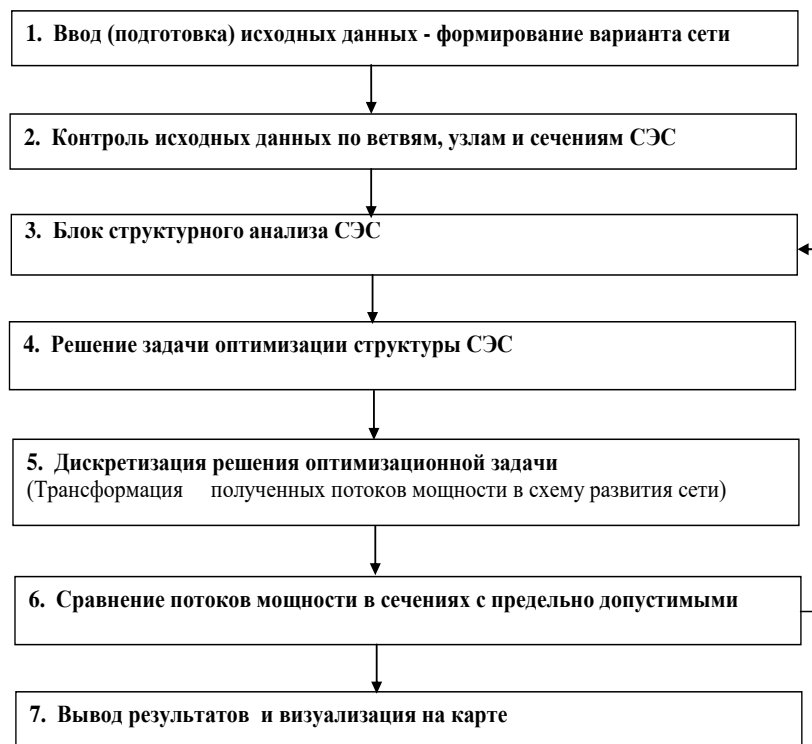 1. Ввод (подготовка) исходных данных - формирование варианта сети
2. Контроль исходных данных по ветвям, узлам и сечениям СЭС
3. Блок структурного анализа СЭС
4. Решение задачи оптимизации структуры СЭС
5. Дискретизация решения оптимизационной задачи
(Трансформация полученных потоков мощности в схему развития сети)
6. Сравнение потоков мощности в сечениях с предельно допустимыми
7. Вывод результатов и визуализация на карте